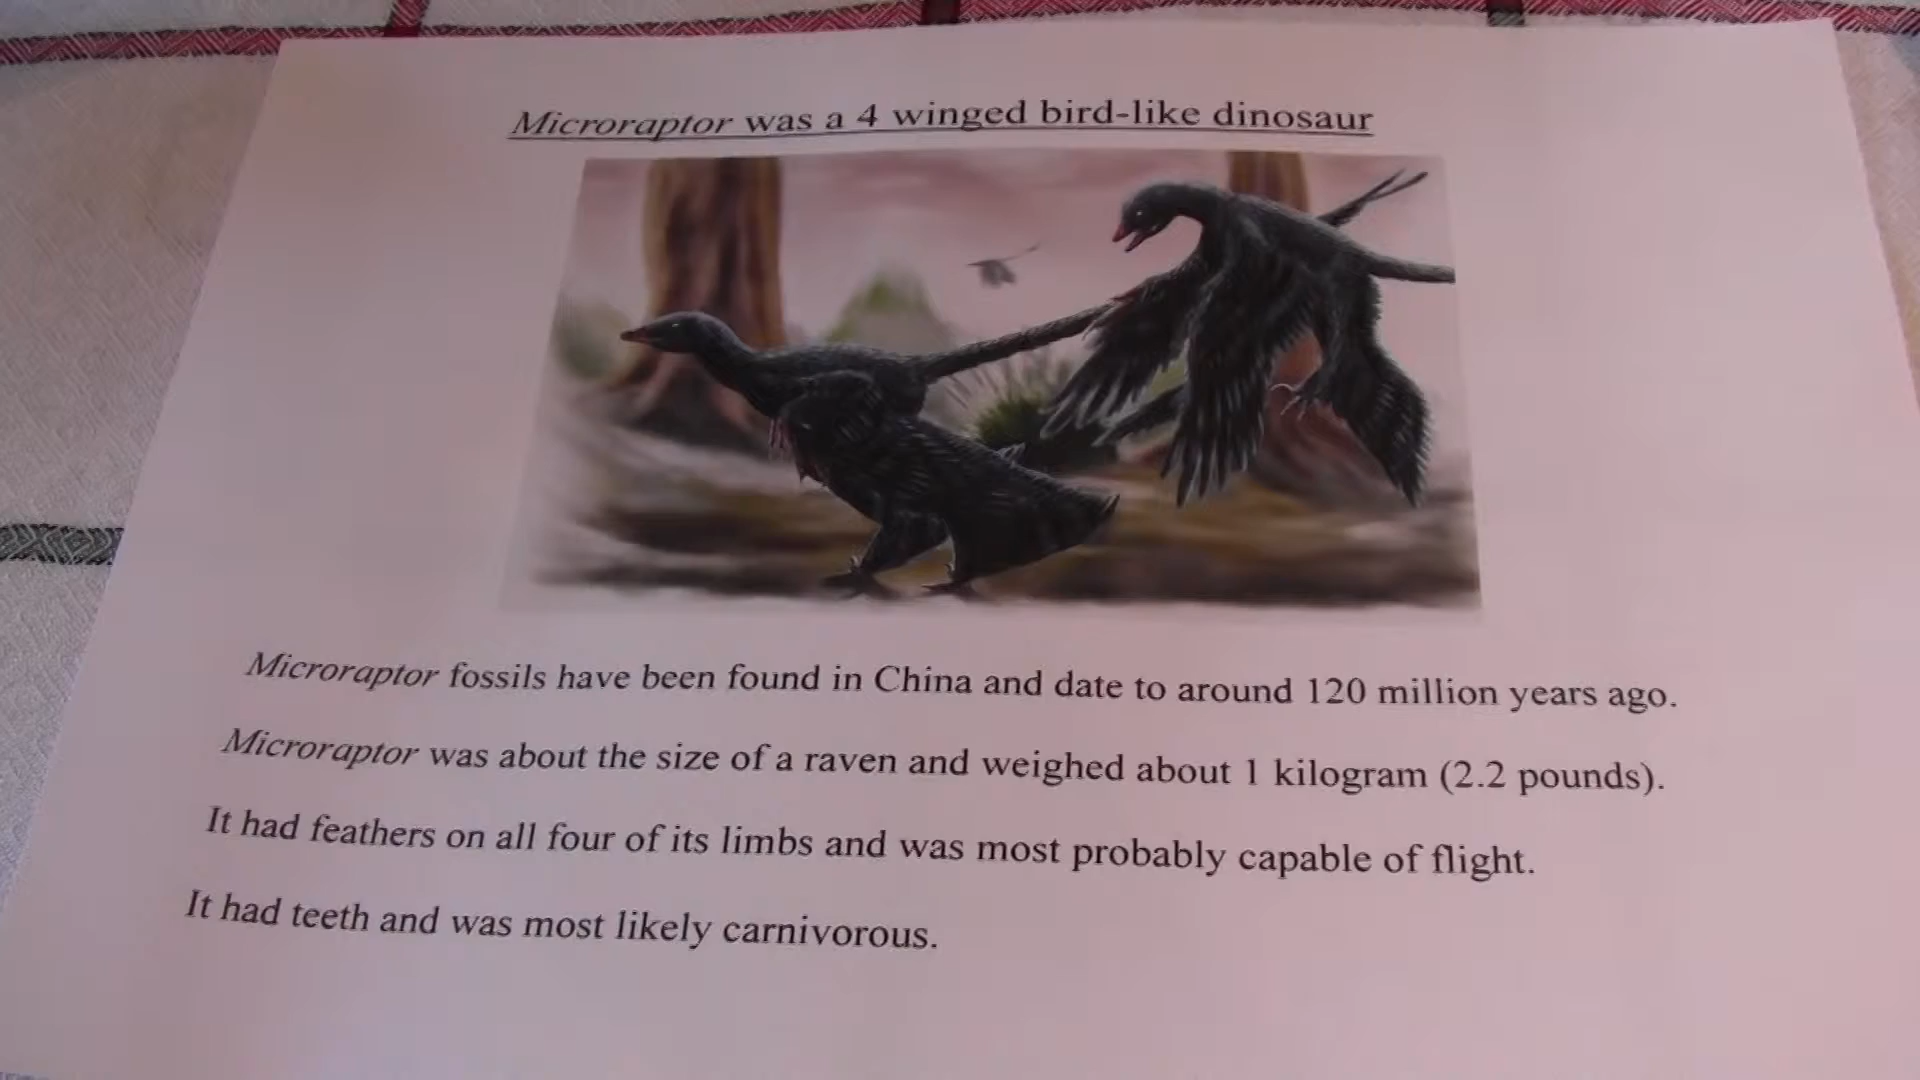 Microraptor was a 4 winged bird-like dinosaur
Microraptor fossils have been found in China and date to around 120 million years ago.
Microraptor was about the size of a raven and weighed about 1 kilogram (2.2 pounds).
It had feathers on all four of its limbs and was most probably capable of flight.
It had teeth and was most likely carnivorous.